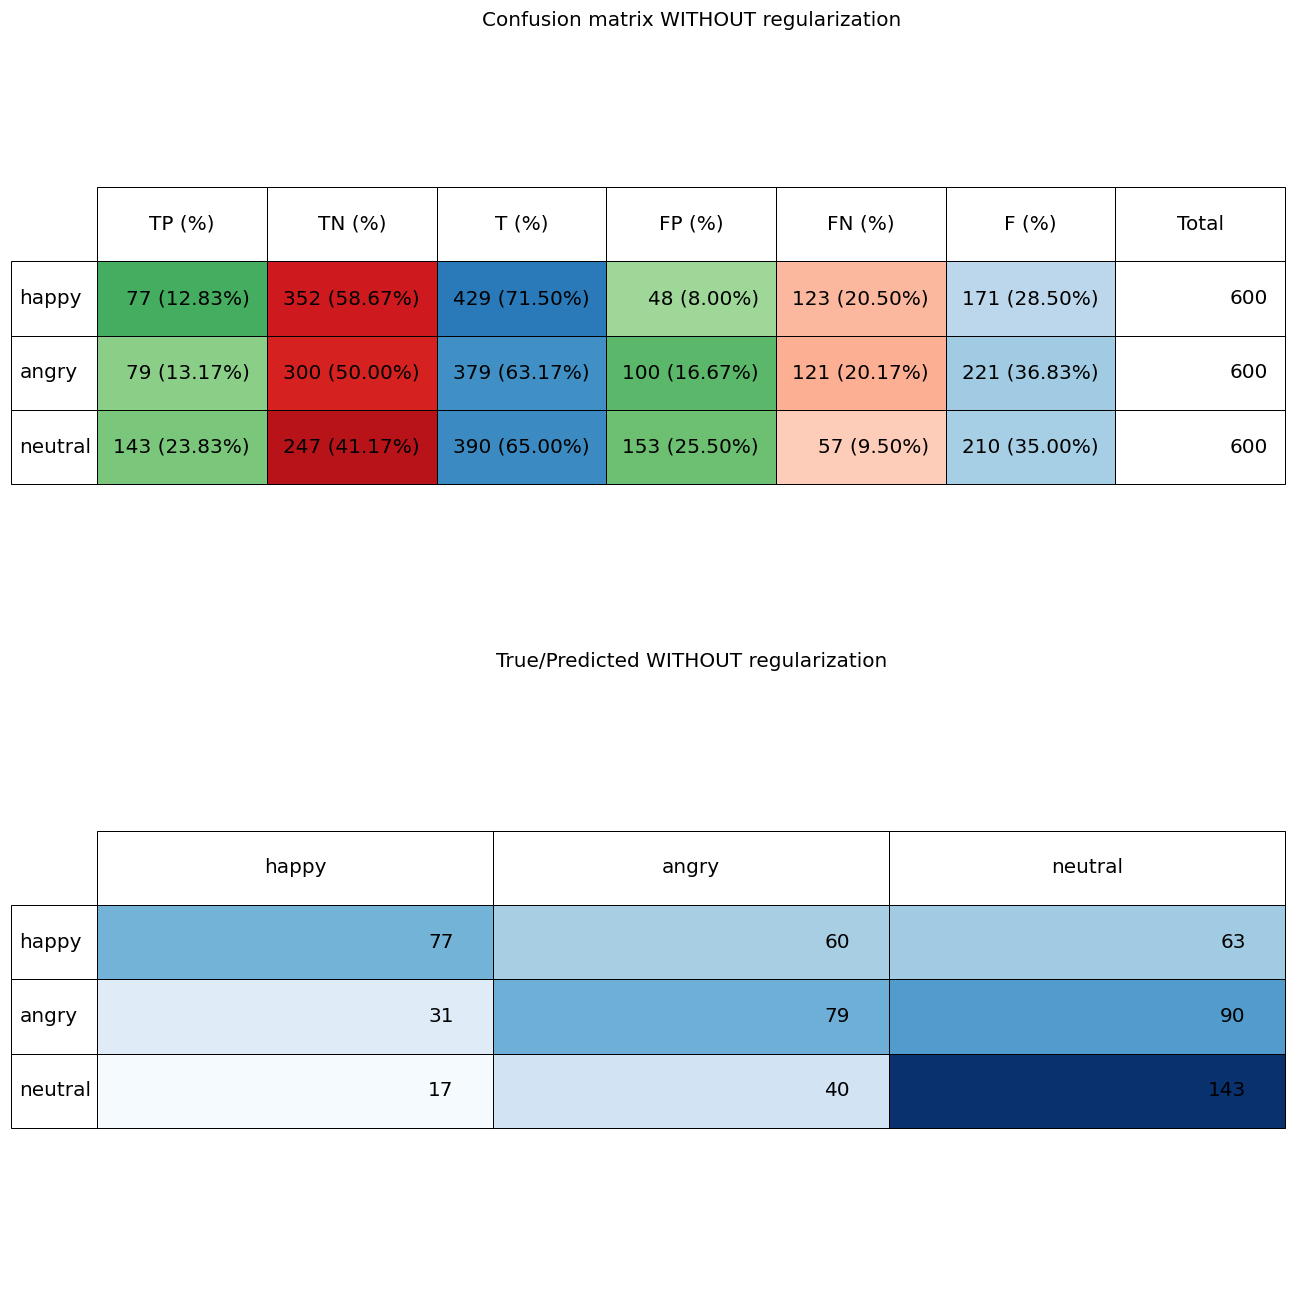 Confusion matrix WITHOUT regularization
TP (%) TN (%) T (%) FP (%) FN (%) F (%) Total
happy 77 (12.83%) 352 (58.67%) 429 (71.50%) 48 (8.00%) 123 (20.50%) 171 (28.50%) 600
angry 79 (13.17%) 300 (50.00%) 379 (63.17%) 100 (16.67%) 121 (20.17%) 221 (36.83%) 600
neutral 143 (23.83%) 247 (41.17%) 390 (65.00%) 153 (25.50%) 57 (9.50%) 210 (35.00%) 600
True/Predicted WITHOUT regularization
happy angry neutral
happy 77 60 63
angry 31 79 90
neutral 17 40 143